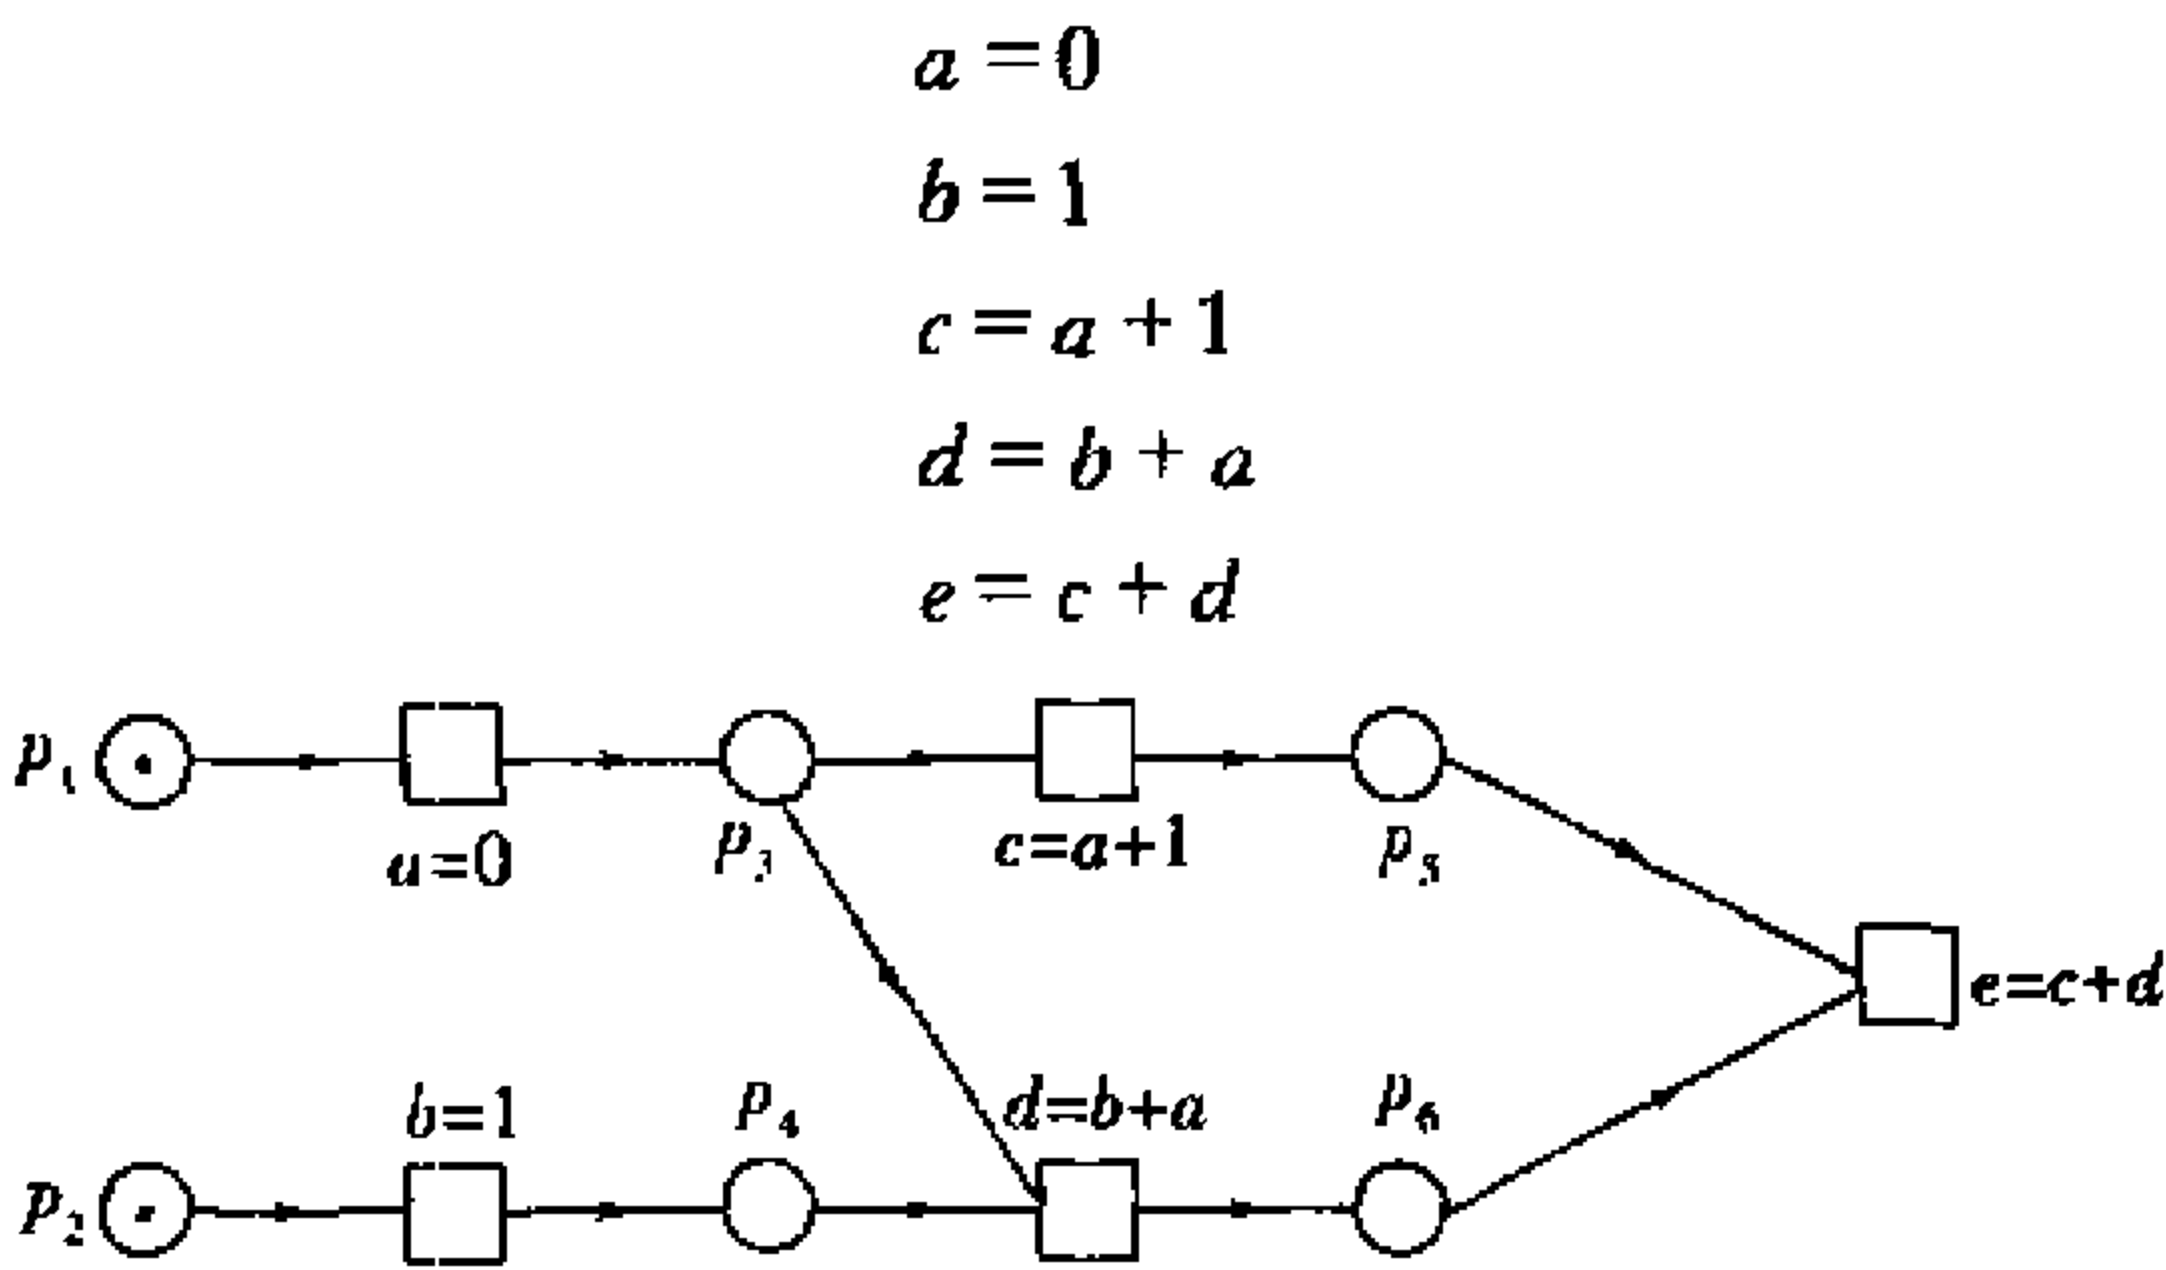 a = 0
b = 1
c = a + 1
d = b + a
e = c + d
p₁
a=0
p₃
c=a+1
p₅
e=c+d
b=1
p₄
d=b+a
p₆
p₂